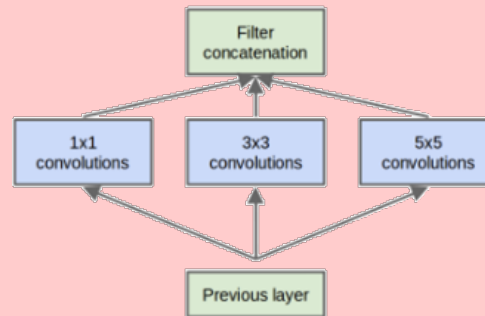 Filter
concatenation
1x1
convolutions
3x3
convolutions
5x5
convolutions
Previous layer